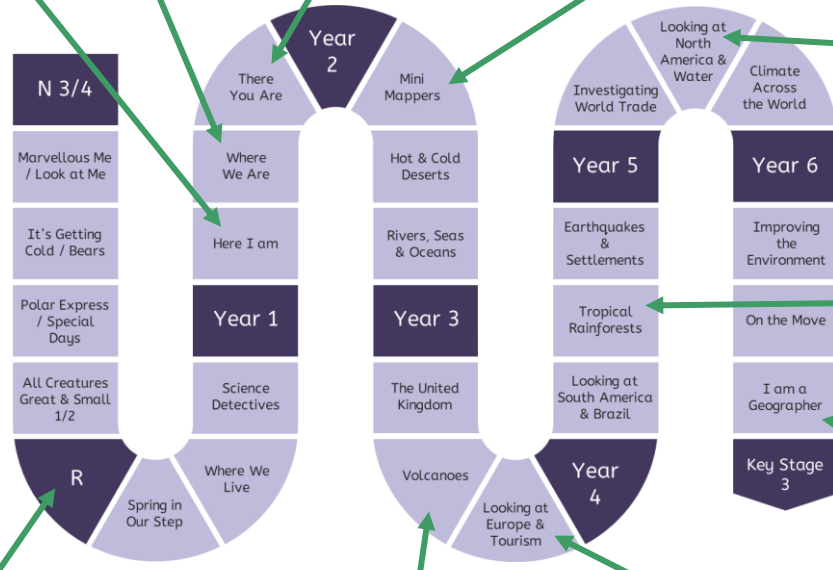 N 3/4
Marvellous Me
/ Look at Me
It's Getting
Cold / Bears
Polar Express
/ Special
Days
All Creatures
Great & Small
1/2
R
Spring in
Our Step
Where We
Live
Science
Detectives
Year 1
Here I am
Where
We Are
There
You Are
Year
2
Mini
Mappers
Hot & Cold
Deserts
Rivers, Seas
& Oceans
Year 3
The United
Kingdom
Volcanoes
Looking at
Europe &
Tourism
Year
4
Looking at
South America
& Brazil
Tropical
Rainforests
Earthquakes
&
Settlements
Year 5
Investigating
World Trade
Looking at
North
America &
Water
Climate
Across
the World
Year 6
Improving
the
Environment
On the Move
I am a
Geographer
Key Stage
3